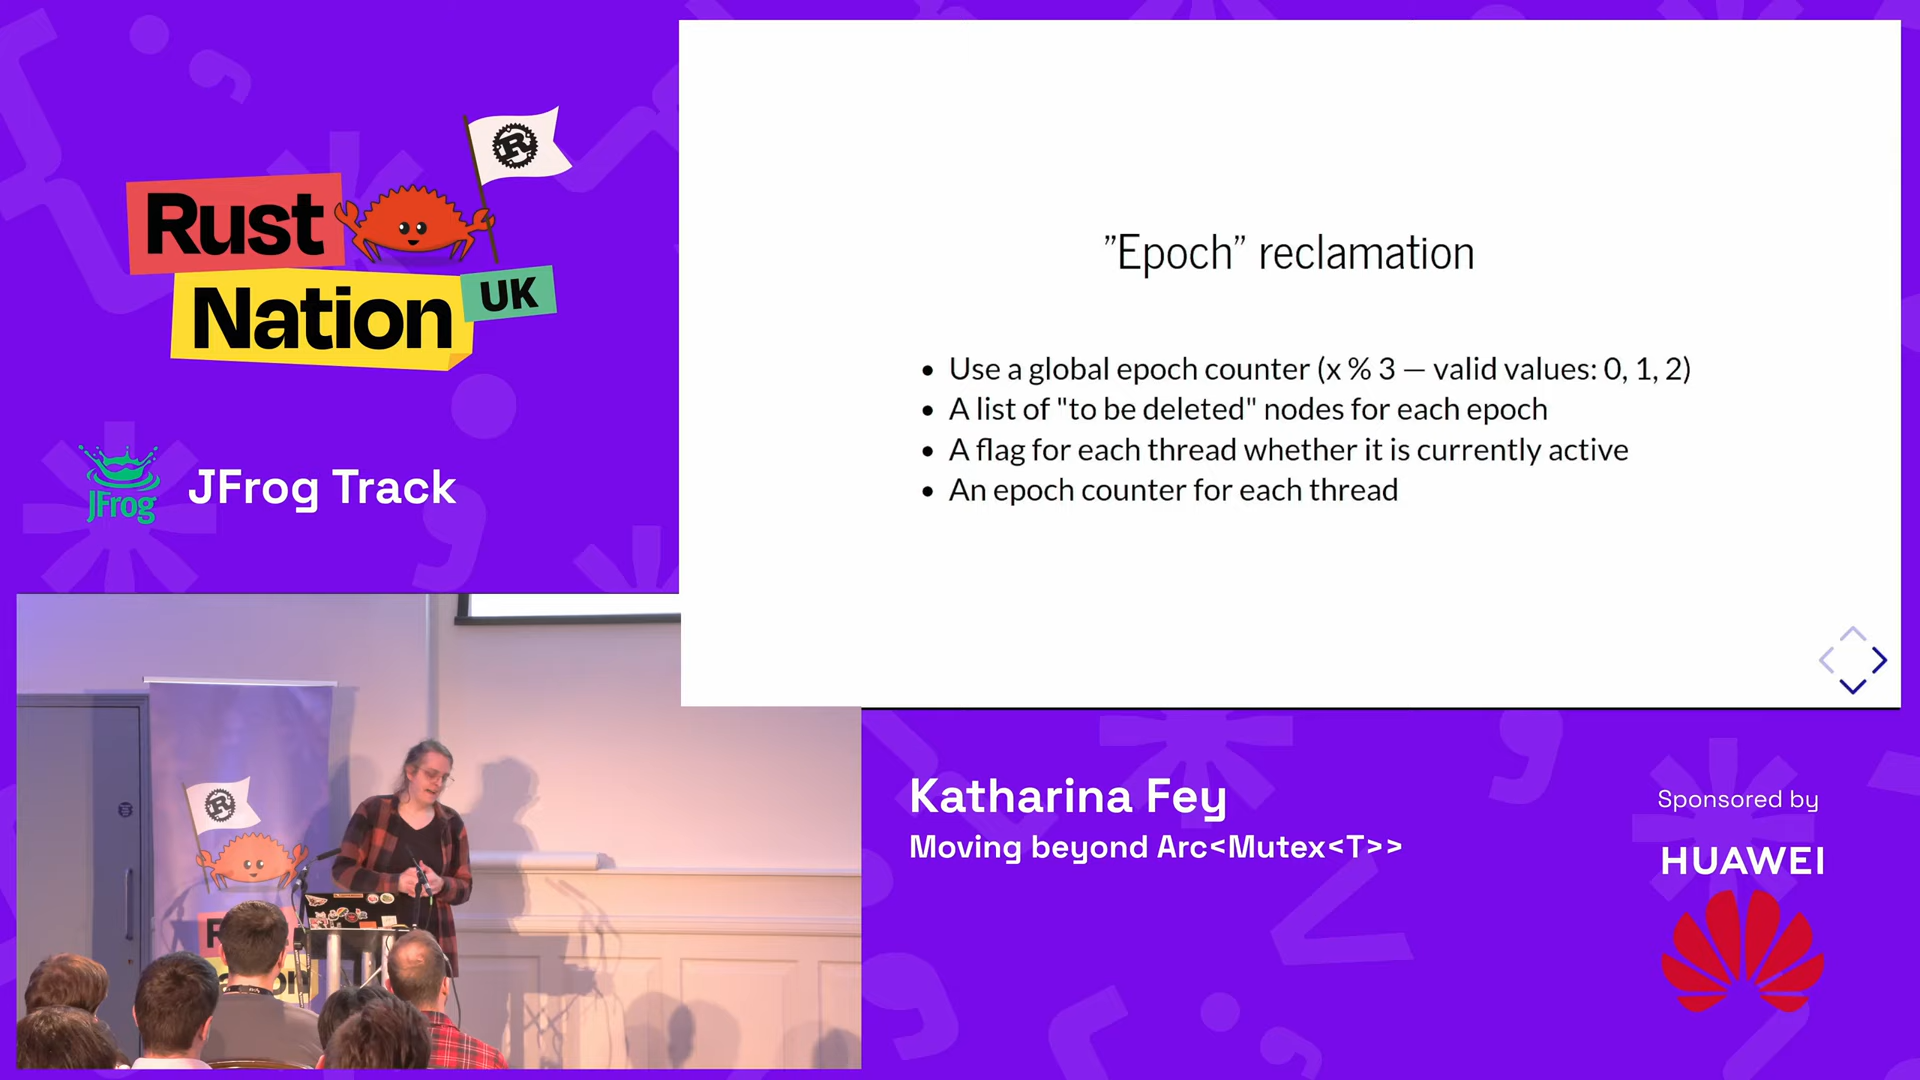 Rust
Nation
UK
R
JFrog
JFrog Track
"Epoch" reclamation
• Use a global epoch counter (x % 3 — valid values: 0, 1, 2)
• A list of "to be deleted" nodes for each epoch
• A flag for each thread whether it is currently active
• An epoch counter for each thread
R
Katharina Fey
Moving beyond Arc<Mutex<T>>
Sponsored by
HUAWEI